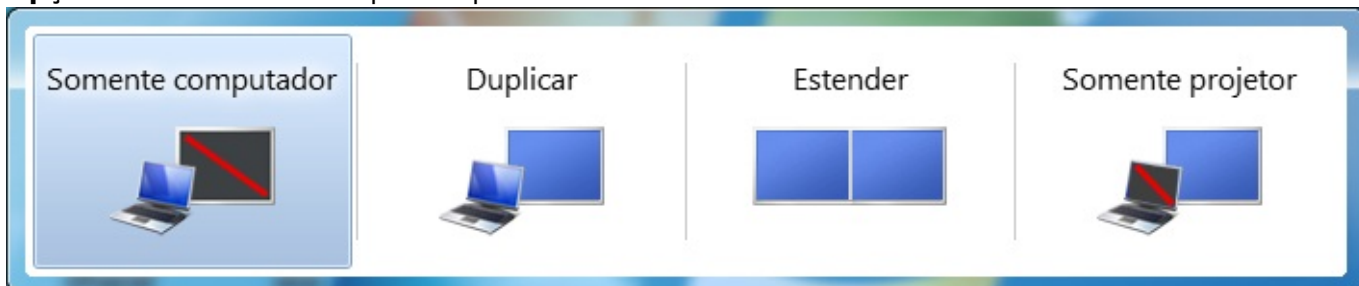 Somente computador
Duplicar
Estender
Somente projetor